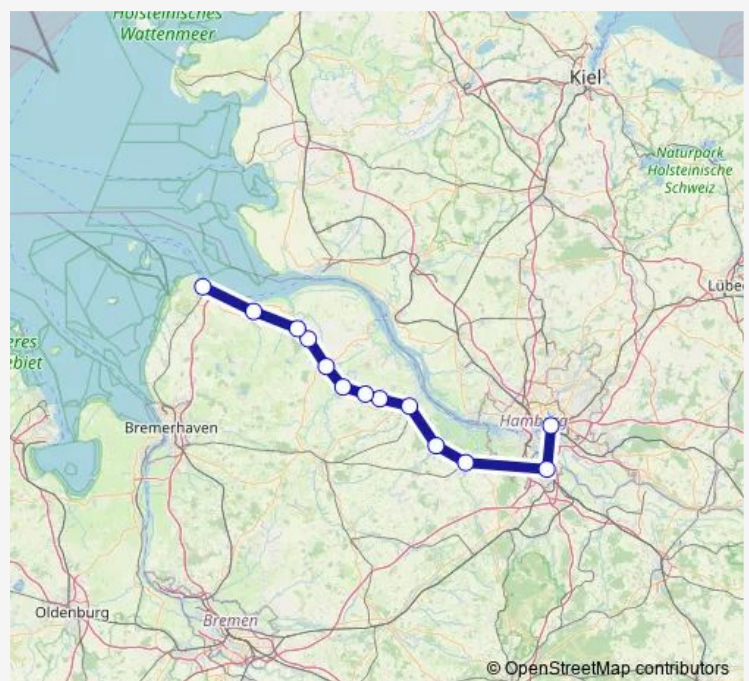 Holsteinisches
Wattenmeer
Kiel
Naturpark
Holsteinische
Schweiz
Lübe
eres
ebiet
Bremerhaven
Hamburg
Oldenburg
Bremen
© OpenStreetMap contributors